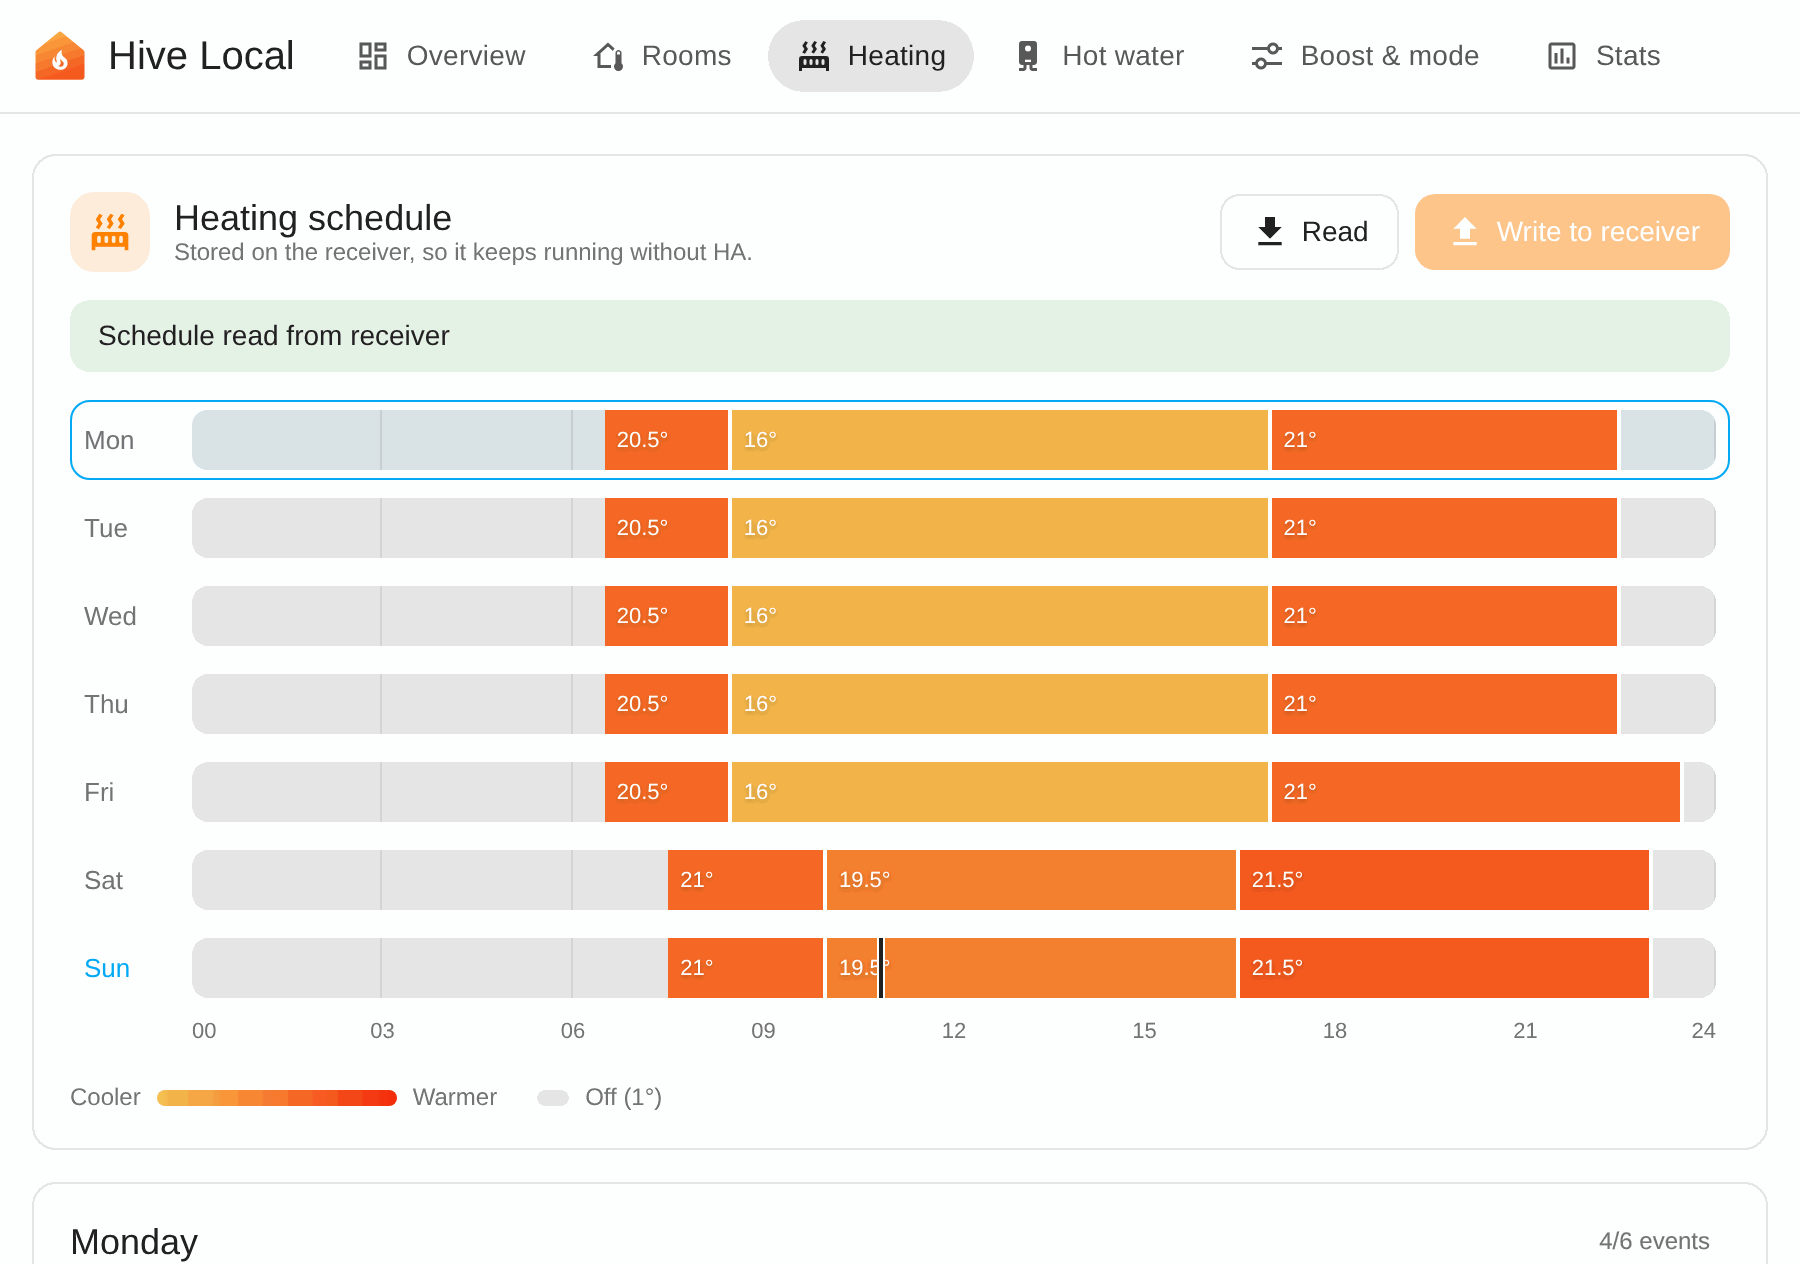 Hive Local
Overview
Rooms
Heating
Hot water
Boost & mode
Stats
Heating schedule
Stored on the receiver, so it keeps running without HA.
Read
Write to receiver
Schedule read from receiver
Mon 20.5° 16° 21°
Tue 20.5° 16° 21°
Wed 20.5° 16° 21°
Thu 20.5° 16° 21°
Fri 20.5° 16° 21°
Sat 21° 19.5° 21.5°
Sun 21° 19.5° 21.5°
00 03 06 09 12 15 18 21 24
Cooler Warmer Off (1°)
Monday
4/6 events